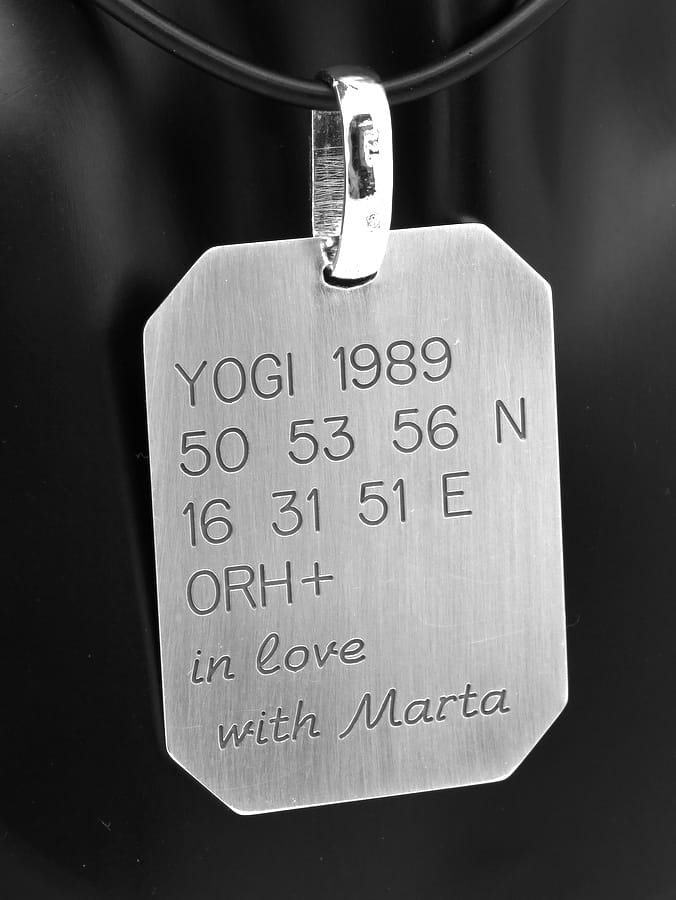 YOGI 1989
50 53 56 N
16 31 51 E
ORH+
in love
with Marta